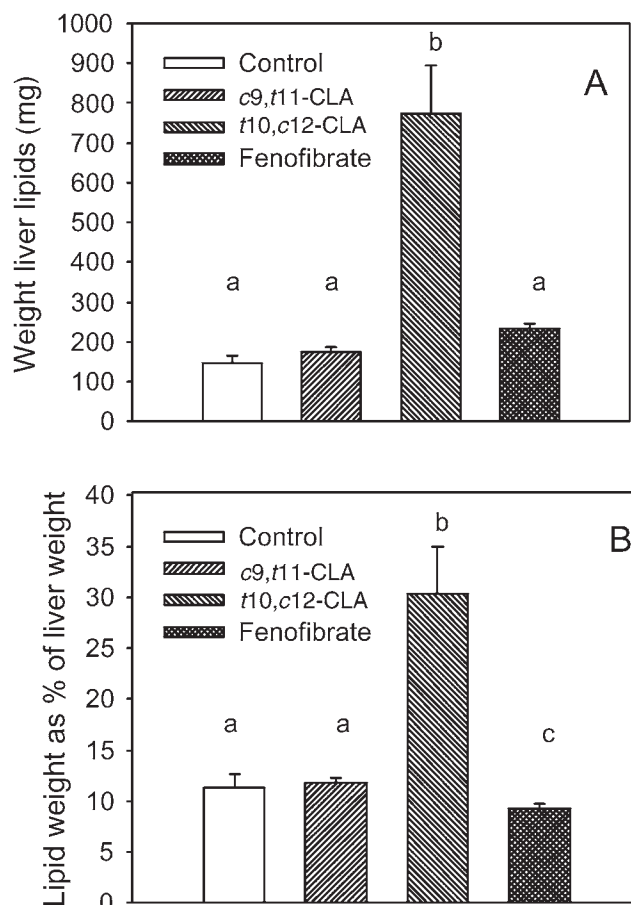 Weight liver lipids (mg)
1000
900
800
700
600
500
400
300
200
100
0
Control
c9,t11-CLA
t10,c12-CLA
Fenofibrate
A
a
a
b
a
Lipid weight as % of liver weight
40
35
30
25
20
15
10
5
0
Control
c9,t11-CLA
t10,c12-CLA
Fenofibrate
B
a
a
b
c